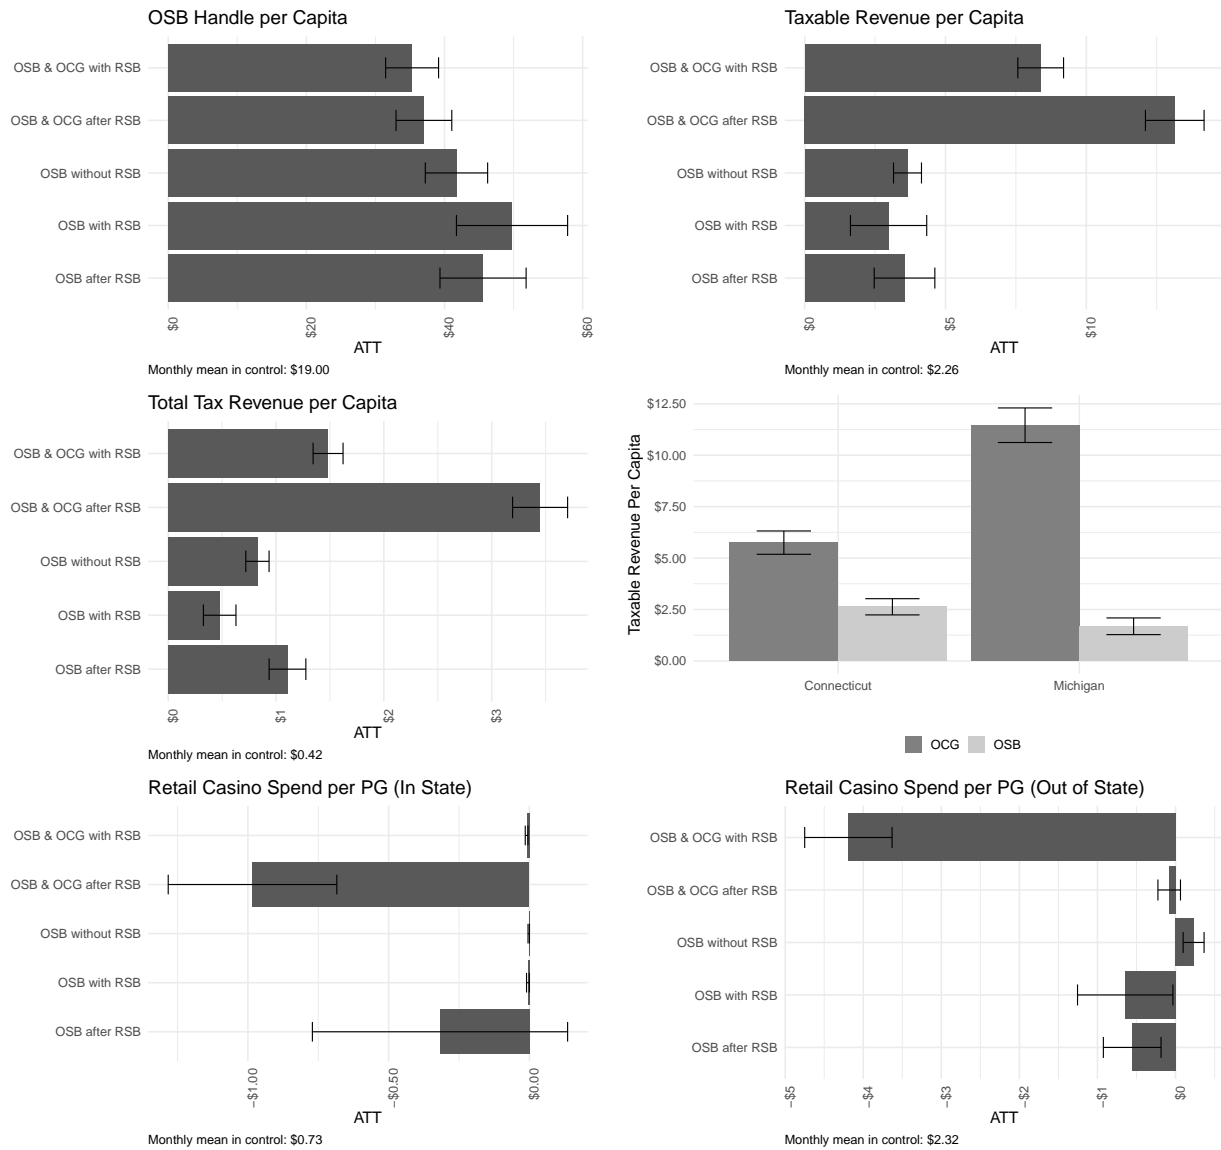 OSB Handle per Capita
OSB & OCG with RSB
OSB & OCG after RSB
OSB without RSB
OSB with RSB
OSB after RSB
$0
$20
$40
$60
ATT
Monthly mean in control: $19.00
Taxable Revenue per Capita
OSB & OCG with RSB
OSB & OCG after RSB
OSB without RSB
OSB with RSB
OSB after RSB
$0
$5
$10
ATT
Monthly mean in control: $2.26
Total Tax Revenue per Capita
OSB & OCG with RSB
OSB & OCG after RSB
OSB without RSB
OSB with RSB
OSB after RSB
$0
$1
$2
$3
ATT
Monthly mean in control: $0.42
Taxable Revenue Per Capita
$12.50
$10.00
$7.50
$5.00
$2.50
$0.00
Connecticut
Michigan
OCG
OSB
Retail Casino Spend per PG (In State)
OSB & OCG with RSB
OSB & OCG after RSB
OSB without RSB
OSB with RSB
OSB after RSB
−$1.00
−$0.50
$0.00
ATT
Monthly mean in control: $0.73
Retail Casino Spend per PG (Out of State)
OSB & OCG with RSB
OSB & OCG after RSB
OSB without RSB
OSB with RSB
OSB after RSB
−$5
−$4
−$3
−$2
−$1
$0
ATT
Monthly mean in control: $2.32